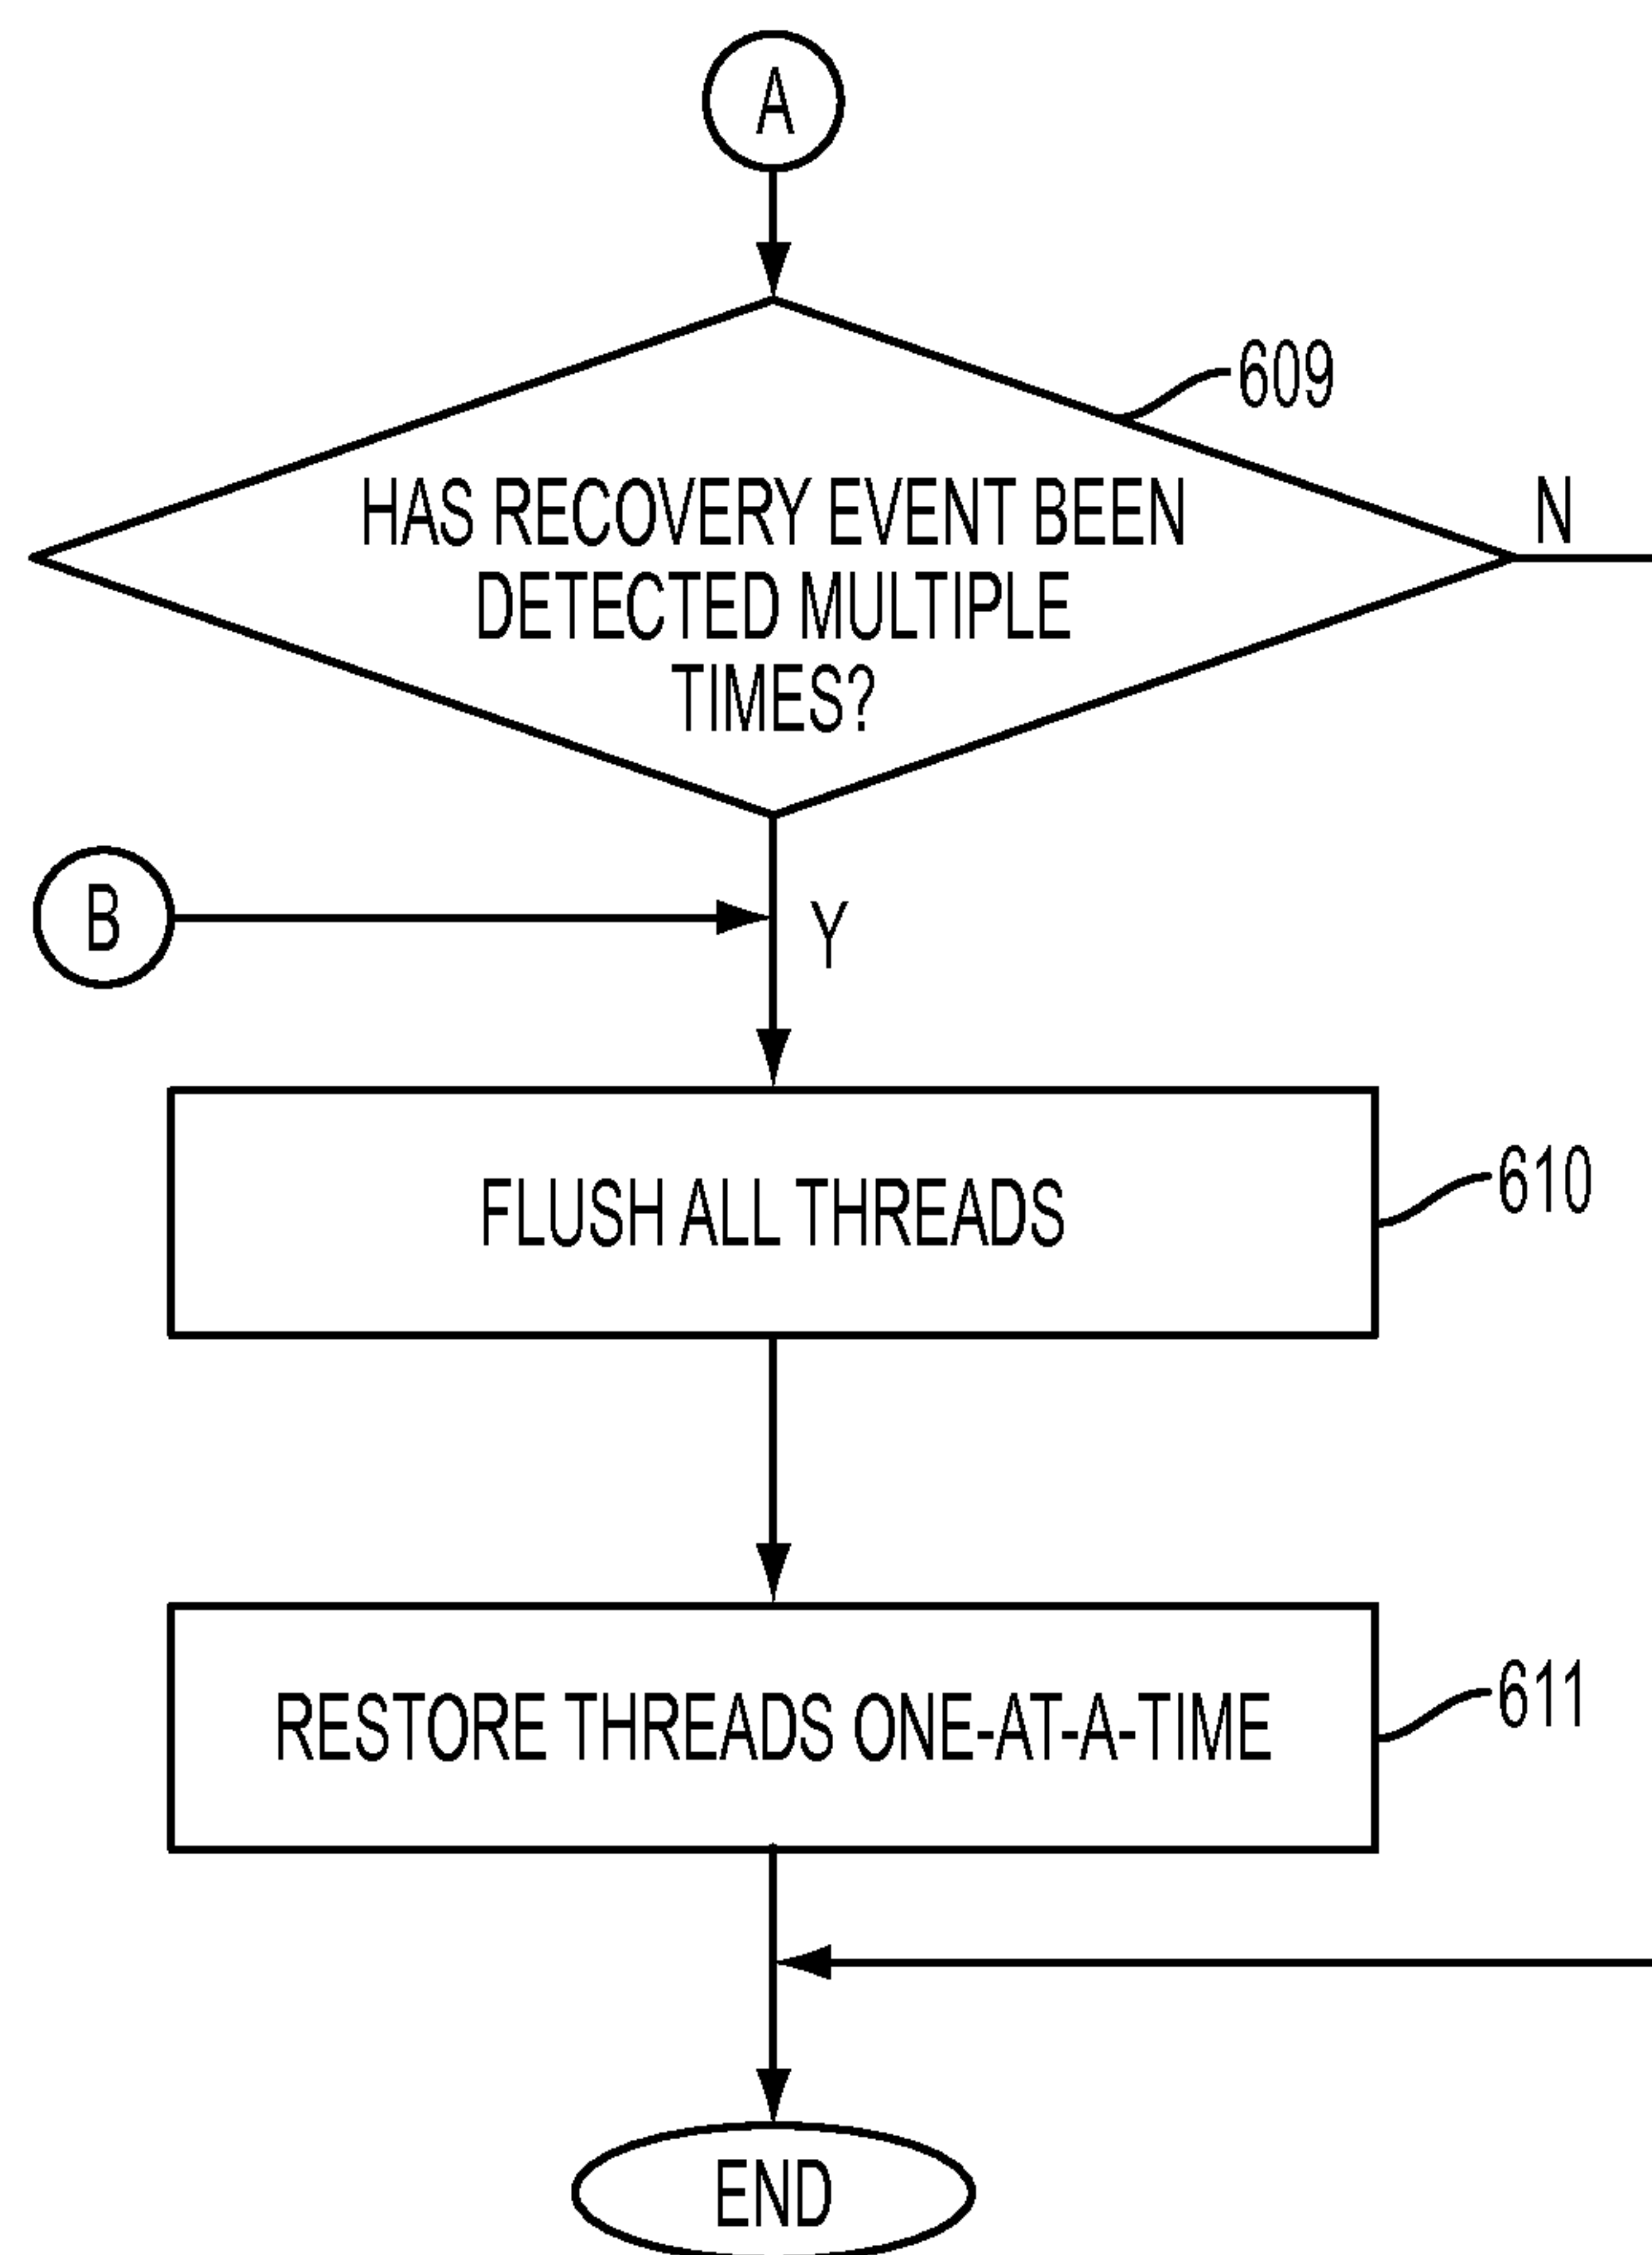 A
609
HAS RECOVERY EVENT BEEN
DETECTED MULTIPLE
TIMES?
N
B
Y
FLUSH ALL THREADS
610
RESTORE THREADS ONE-AT-A-TIME
611
END